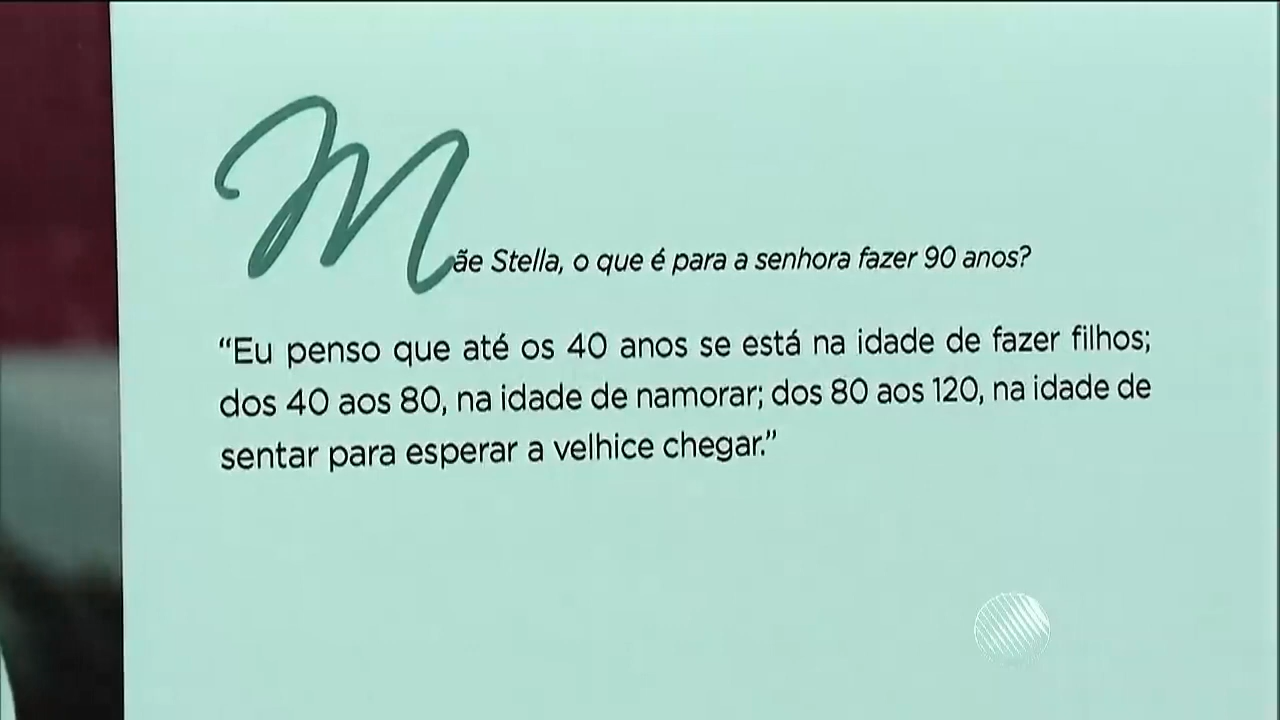 Mãe Stella, o que é para a senhora fazer 90 anos?
“Eu penso que até os 40 anos se está na idade de fazer filhos;
dos 40 aos 80, na idade de namorar; dos 80 aos 120, na idade de
sentar para esperar a velhice chegar.”